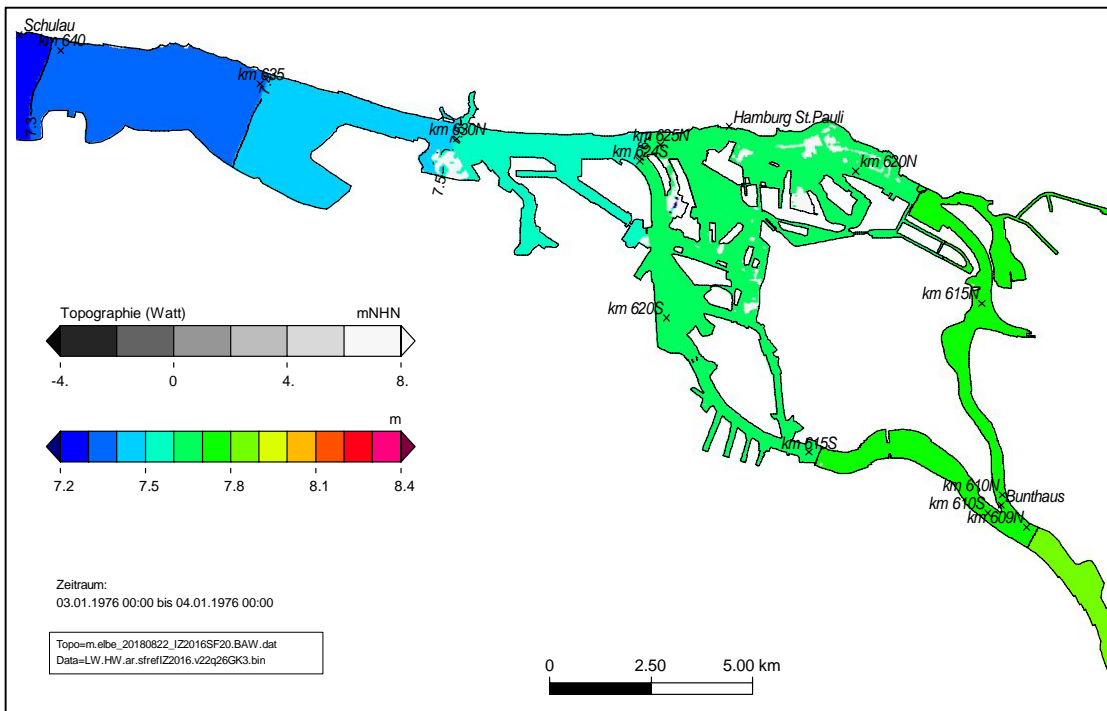 Schulau
km 640
km 635
7.3
km 630N
7.5
km 625N
km 624S
Hamburg St.Pauli
km 620N
km 615N
km 620S
km 615S
km 610N
Bunthaus
km 610S
km 609N
Topographie (Watt) mNHN
-4. 0 4. 8.
m
7.2 7.5 7.8 8.1 8.4
Zeitraum:
03.01.1976 00:00 bis 04.01.1976 00:00
Topo=m.elbe_20180822_IZ2016SF20.BAW.dat
Data=LW.HW.ar.sfrefIZ2016.v22q26GK3.bin
0 2.50 5.00 km